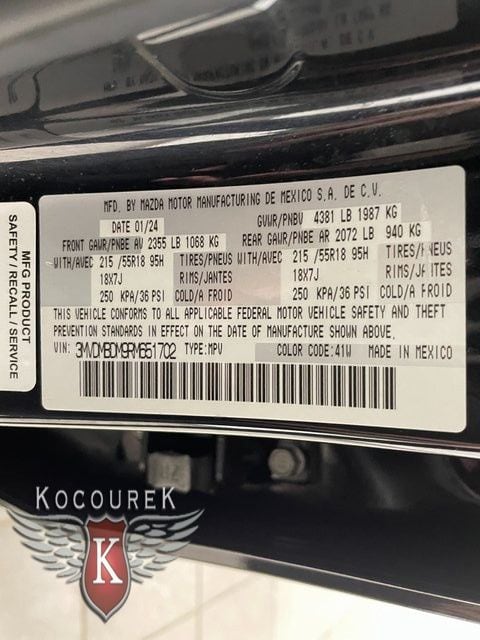 MFD. BY MAZDA MOTOR MANUFACTURING DE MEXICO S.A. DE C.V.
DATE 01/24 GVWR/PNBV 4381 LB 1987 KG
FRONT GAWR/PNBE AV 2355 LB 1068 KG REAR GAWR/PNBE AR 2072 LB 940 KG
WITH/AVEC 215/55R18 95H TIRES/PNEUS WITH/AVEC 215/55R18 95H TIRES/PNEUS
18X7J RIMS/JANTES 18X7J RIMS/JANTES
250 KPA/36 PSI COLD/A FROID 250 KPA/36 PSI COLD/A FROID
THIS VEHICLE CONFORMS TO ALL APPLICABLE FEDERAL MOTOR VEHICLE SAFETY AND THEFT
PREVENTION STANDARDS IN EFFECT ON THE DATE OF MANUFACTURE SHOWN ABOVE.
VIN: 3MVDMBDM9RM651702 TYPE:MPV COLOR CODE:41W MADE IN MEXICO
MFG PRODUCT
SAFETY / RECALL / SERVICE
KOCOUREK
K